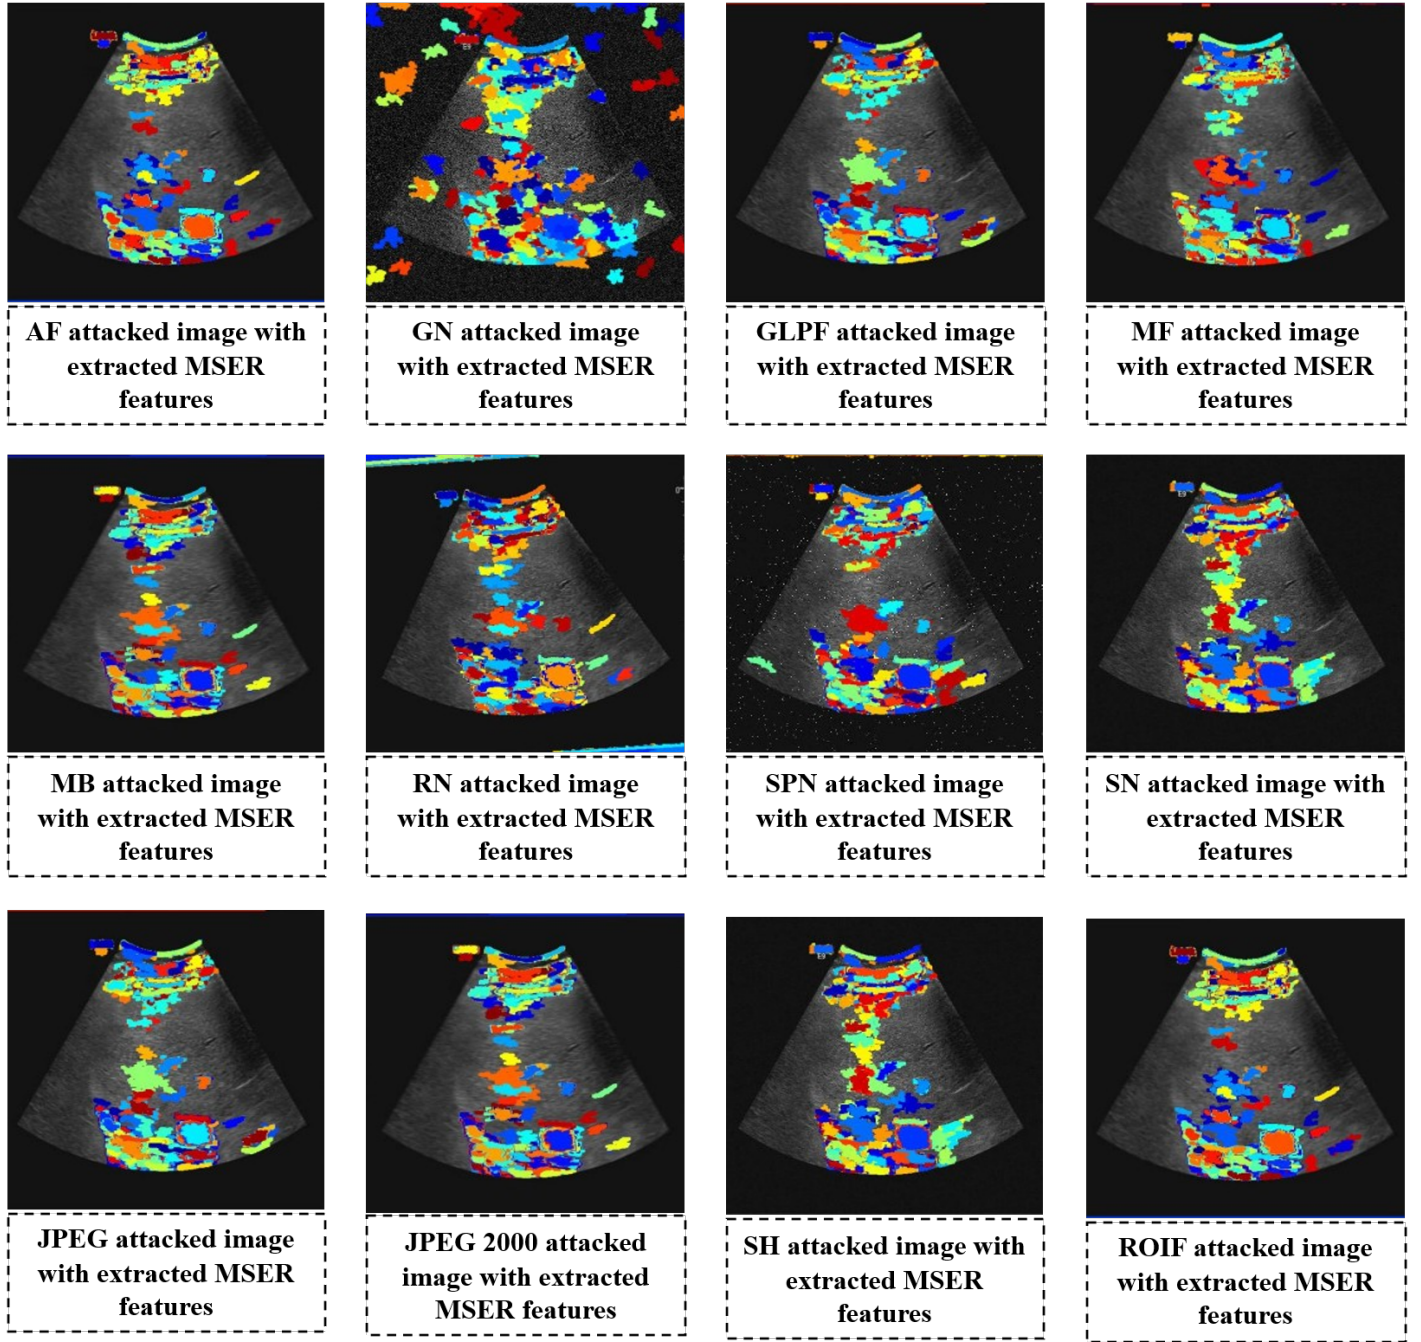 AF attacked image with
extracted MSER
features
GN attacked image
with extracted MSER
features
GLPF attacked image
with extracted MSER
features
MF attacked image
with extracted MSER
features
MB attacked image
with extracted MSER
features
RN attacked image
with extracted MSER
features
SPN attacked image
with extracted MSER
features
SN attacked image with
extracted MSER
features
JPEG attacked image
with extracted MSER
features
JPEG 2000 attacked
image with extracted
MSER features
SH attacked image with
extracted MSER
features
ROIF attacked image
with extracted MSER
features